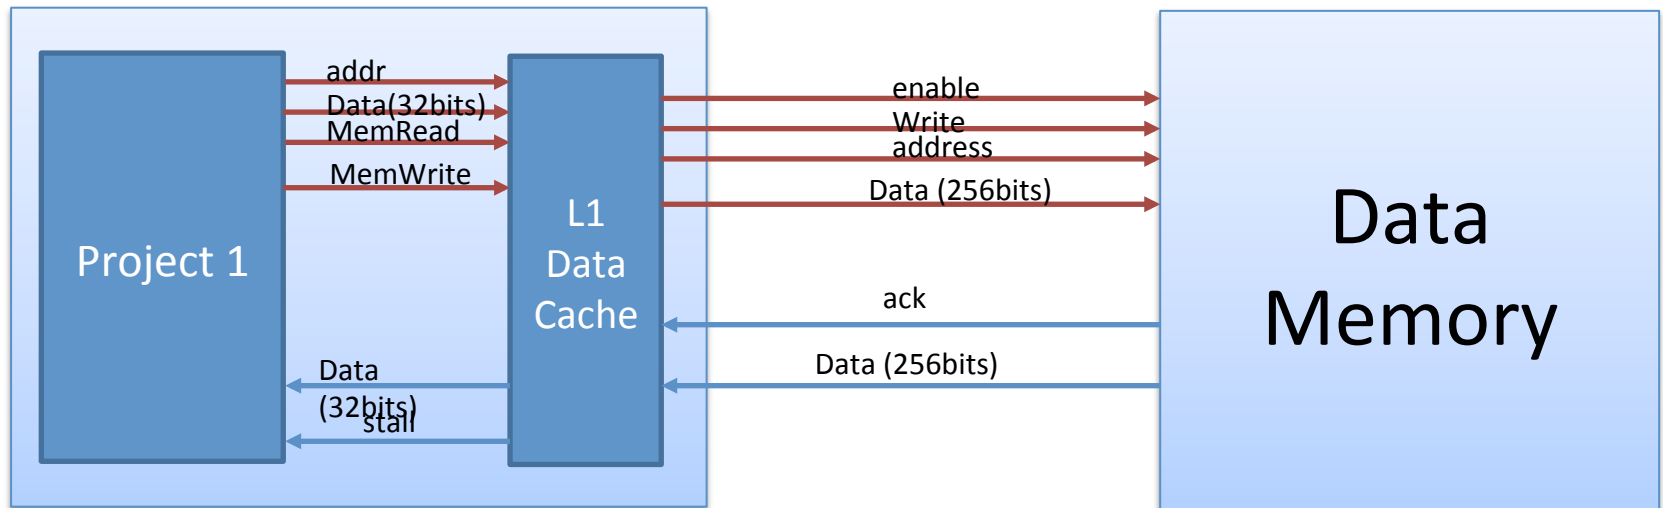 addr
Data(32bits)
MemRead
MemWrite
Project 1
L1
Data
Cache
Data
(32bits)
stall
enable
Write
address
Data (256bits)
ack
Data (256bits)
Data
Memory